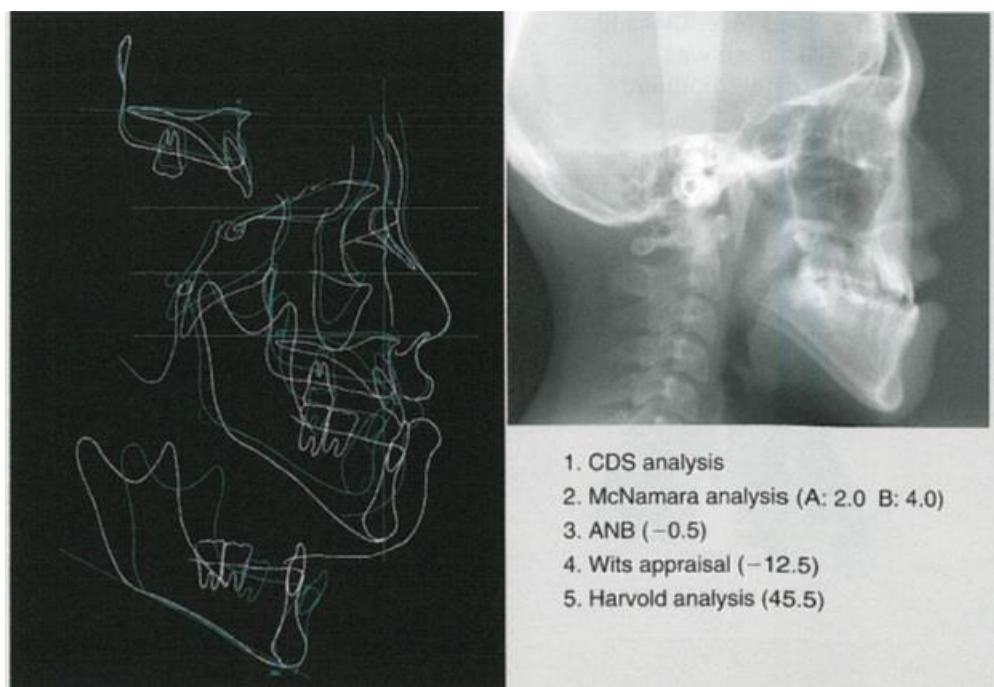 1. CDS analysis
2. McNamara analysis (A: 2.0 B: 4.0)
3. ANB (−0.5)
4. Wits appraisal (−12.5)
5. Harvold analysis (45.5)